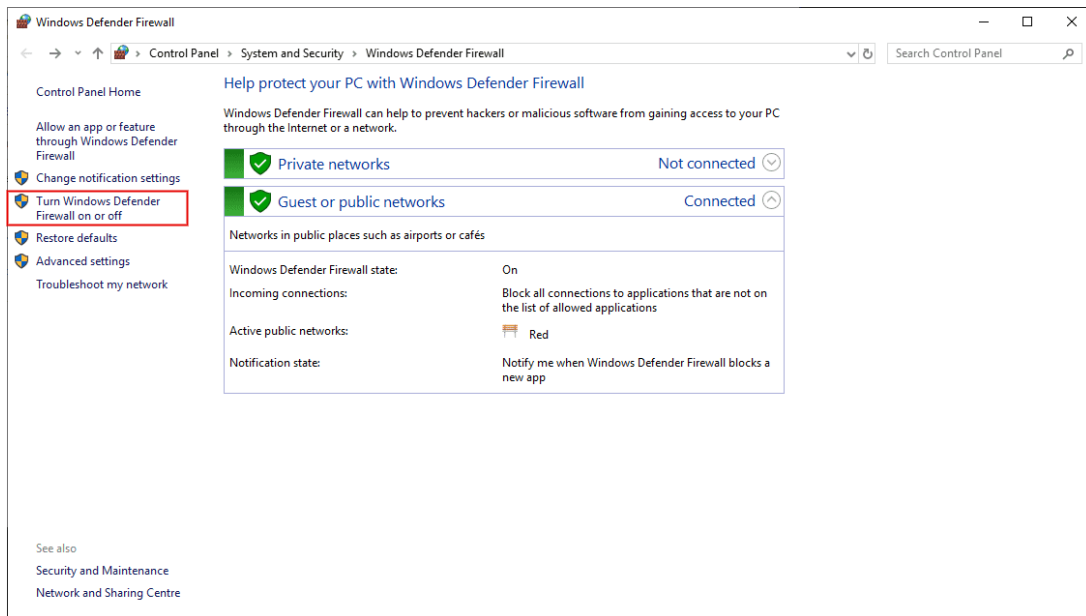 Windows Defender Firewall
Control Panel > System and Security > Windows Defender Firewall
Search Control Panel
Control Panel Home
Allow an app or feature
through Windows Defender
Firewall
Change notification settings
Turn Windows Defender
Firewall on or off
Restore defaults
Advanced settings
Troubleshoot my network
See also
Security and Maintenance
Network and Sharing Centre
Help protect your PC with Windows Defender Firewall
Windows Defender Firewall can help to prevent hackers or malicious software from gaining access to your PC
through the Internet or a network.
Private networks Not connected
Guest or public networks Connected
Networks in public places such as airports or cafés
Windows Defender Firewall state: On
Incoming connections: Block all connections to applications that are not on
the list of allowed applications
Active public networks: Red
Notification state: Notify me when Windows Defender Firewall blocks a
new app